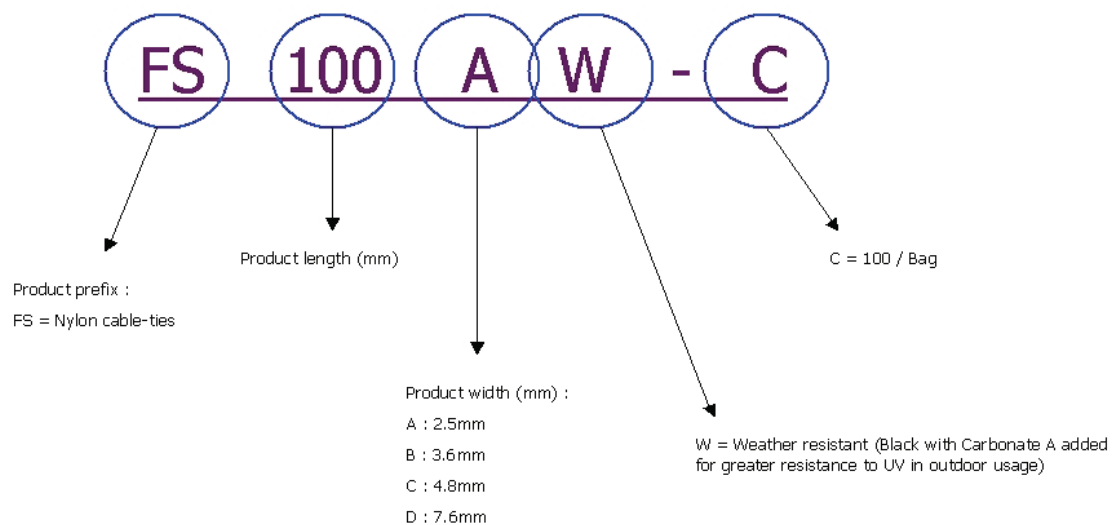 FS 100 A W - C
Product length (mm)
C = 100 / Bag
Product prefix :
FS = Nylon cable-ties
Product width (mm) :
A : 2.5mm
B : 3.6mm
C : 4.8mm
D : 7.6mm
W = Weather resistant (Black with Carbonate A added
for greater resistance to UV in outdoor usage)